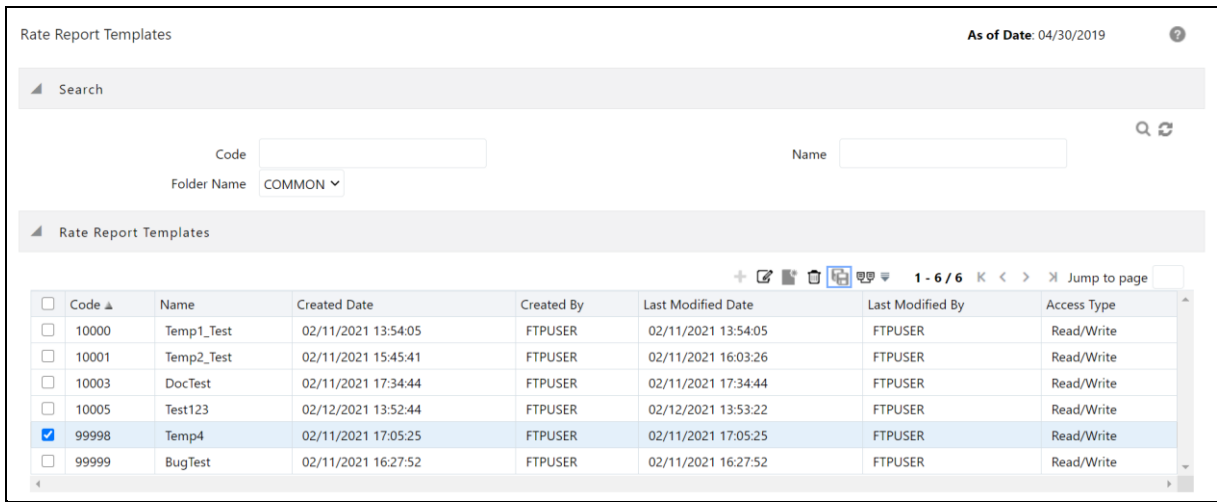 Rate Report Templates As of Date: 04/30/2019
Search
Code Name
Folder Name COMMON
Rate Report Templates
1 - 6 / 6 Jump to page
Code Name Created Date Created By Last Modified Date Last Modified By Access Type
10000 Temp1_Test 02/11/2021 13:54:05 FTPUSER 02/11/2021 13:54:05 FTPUSER Read/Write
10001 Temp2_Test 02/11/2021 15:45:41 FTPUSER 02/11/2021 16:03:26 FTPUSER Read/Write
10003 DocTest 02/11/2021 17:34:44 FTPUSER 02/11/2021 17:34:44 FTPUSER Read/Write
10005 Test123 02/12/2021 13:52:44 FTPUSER 02/12/2021 13:53:22 FTPUSER Read/Write
99998 Temp4 02/11/2021 17:05:25 FTPUSER 02/11/2021 17:05:25 FTPUSER Read/Write
99999 BugTest 02/11/2021 16:27:52 FTPUSER 02/11/2021 16:27:52 FTPUSER Read/Write